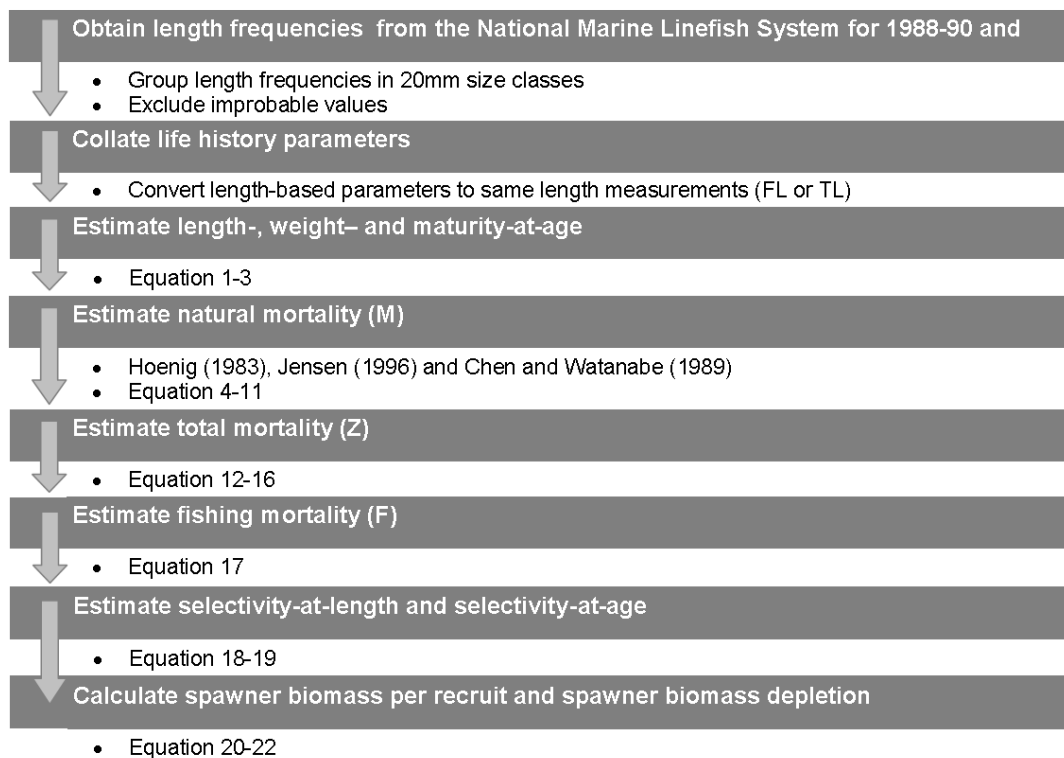 Obtain length frequencies from the National Marine Linefish System for 1988-90 and
• Group length frequencies in 20mm size classes
• Exclude improbable values
Collate life history parameters
• Convert length-based parameters to same length measurements (FL or TL)
Estimate length-, weight– and maturity-at-age
• Equation 1-3
Estimate natural mortality (M)
• Hoenig (1983), Jensen (1996) and Chen and Watanabe (1989)
• Equation 4-11
Estimate total mortality (Z)
• Equation 12-16
Estimate fishing mortality (F)
• Equation 17
Estimate selectivity-at-length and selectivity-at-age
• Equation 18-19
Calculate spawner biomass per recruit and spawner biomass depletion
• Equation 20-22